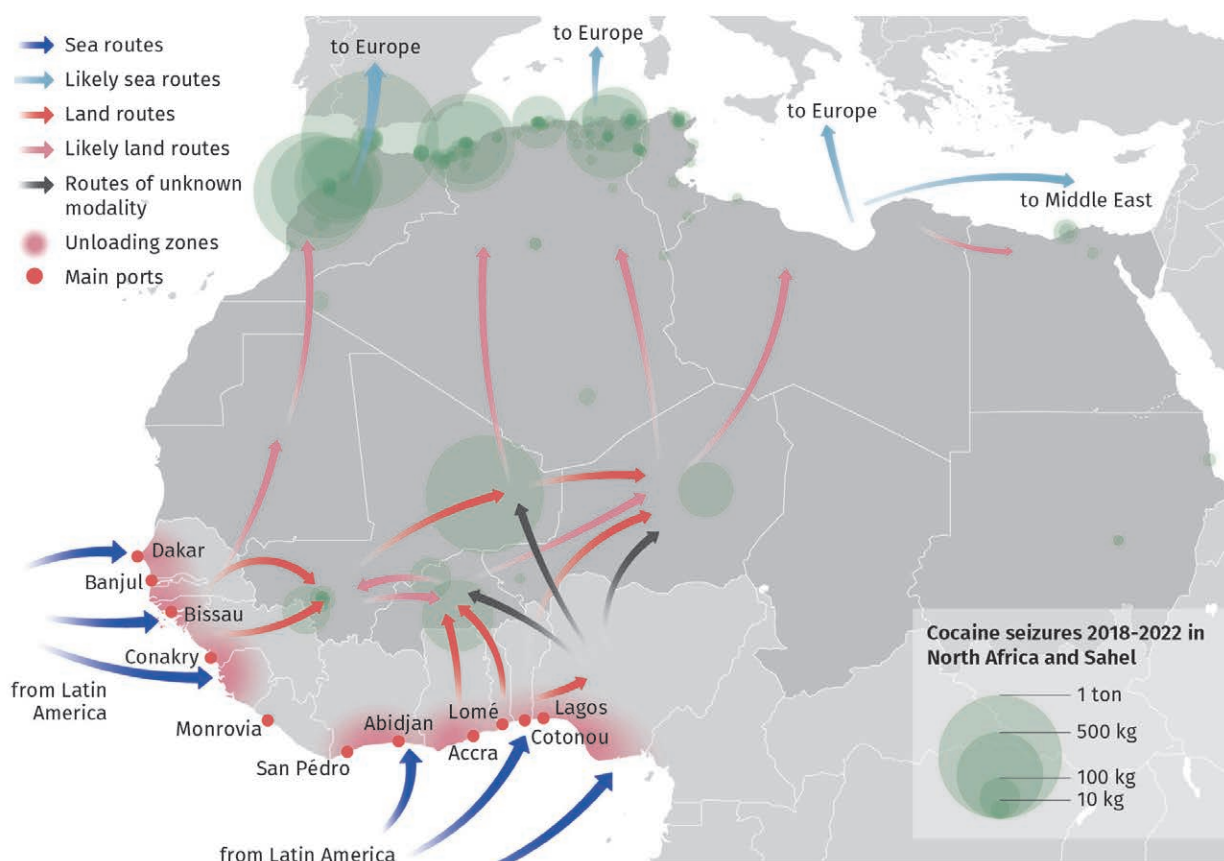 Sea routes
Likely sea routes
Land routes
Likely land routes
Routes of unknown
modality
Unloading zones
Main ports
to Europe
to Europe
to Europe
to Middle East
Dakar
Banjul
Bissau
Conakry
from Latin
America
Monrovia
San Pédro
Abidjan
Accra
Lomé
Lagos
Cotonou
from Latin America
Cocaine seizures 2018-2022 in
North Africa and Sahel
1 ton
500 kg
100 kg
10 kg